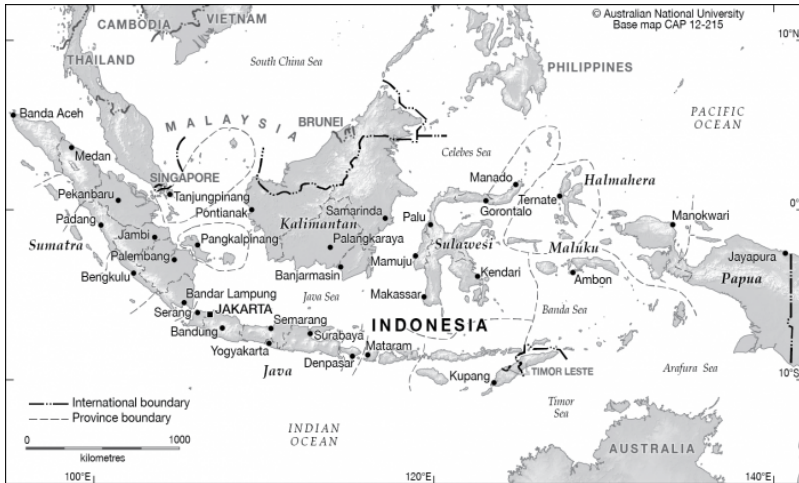 © Australian National University
Base map CAP 12-215
CAMBODIA
VIETNAM
10°N
THAILAND
South China Sea
PHILIPPINES
PACIFIC
OCEAN
Banda Aceh
MALAYSIA
BRUNEI
Celebes Sea
Medan
SINGAPORE
Manado
Halmahera
Pekanbaru
Tanjungpinang
Pontianak
Samarinda
Ternate
Gorontalo
0°
Padang
Kalimantan
Palu
Manokwari
Sumatra
Jambi
Pangkalpinang
Palangkaraya
Sulawesi
Maluku
Palembang
Mamuju
Jayapura
Bengkulu
Banjarmasin
Kendari
Ambon
Papua
Bandar Lampung
Java Sea
Makassar
Serang
JAKARTA
Semarang
INDONESIA
Banda Sea
Bandung
Surabaya
Yogyakarta
Mataram
Java
Denpasar
Kupang
TIMOR LESTE
Arafura Sea
10°S
International boundary
Province boundary
Timor
Sea
INDIAN
OCEAN
0
1000
kilometres
AUSTRALIA
100°E
120°E
140°E